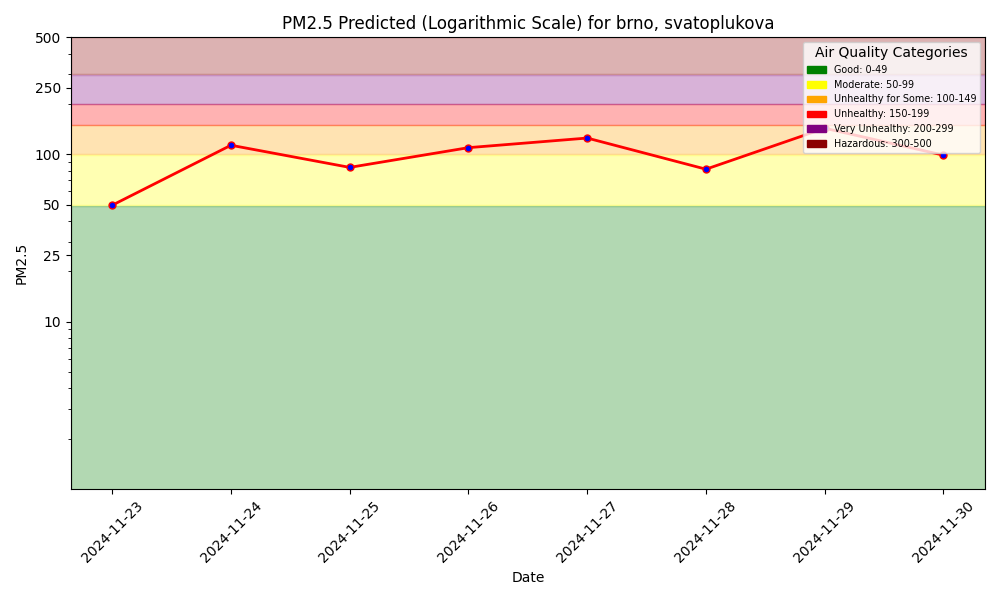 PM2.5 Predicted (Logarithmic Scale) for brno, svatoplukova
500
250
100
50
25
10
PM2.5
Air Quality Categories
Good: 0-49
Moderate: 50-99
Unhealthy for Some: 100-149
Unhealthy: 150-199
Very Unhealthy: 200-299
Hazardous: 300-500
2024-11-23
2024-11-24
2024-11-25
2024-11-26
2024-11-27
2024-11-28
2024-11-29
2024-11-30
Date